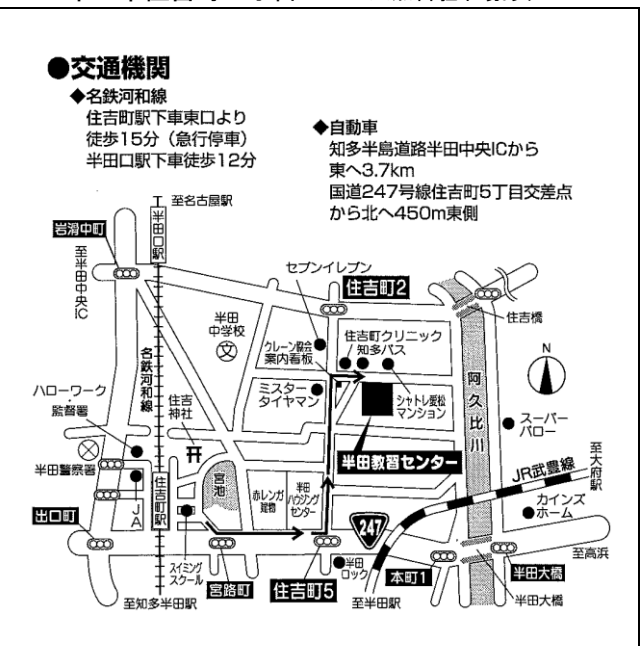 ●交通機関
◆名鉄河和線
住吉町駅下車東口より
徒歩15分（急行停車）
半田口駅下車徒歩12分
◆自動車
知多半島道路半田中央ICから
東へ3.7km
国道247号線住吉町5丁目交差点
から北へ450m東側
至名古屋駅
半田口駅
岩滑中町
至半田中央IC
セブンイレブン
住吉町2
半田
中学校
文
クレーン協会
案内看板
住吉町クリニック
知多バス
住吉橋
N
名鉄河和線
ハローワーク・
監督署
住吉
神社
ミスター
タイヤマン
シャトレ愛松
マンション
阿久比川
スーパー
バロー
半田警察署
半田教習センター
JR武豊線
至大府駅
宮池
赤レンガ
建物
半田
ハウジング
センター
カインズ
ホーム
JA
住吉町駅
出口町
スイミング
スクール
宮路町
住吉町5
247
半田
ロック
本町1
半田大橋
至高浜
至知多半田駅
至半田駅
半田大橋